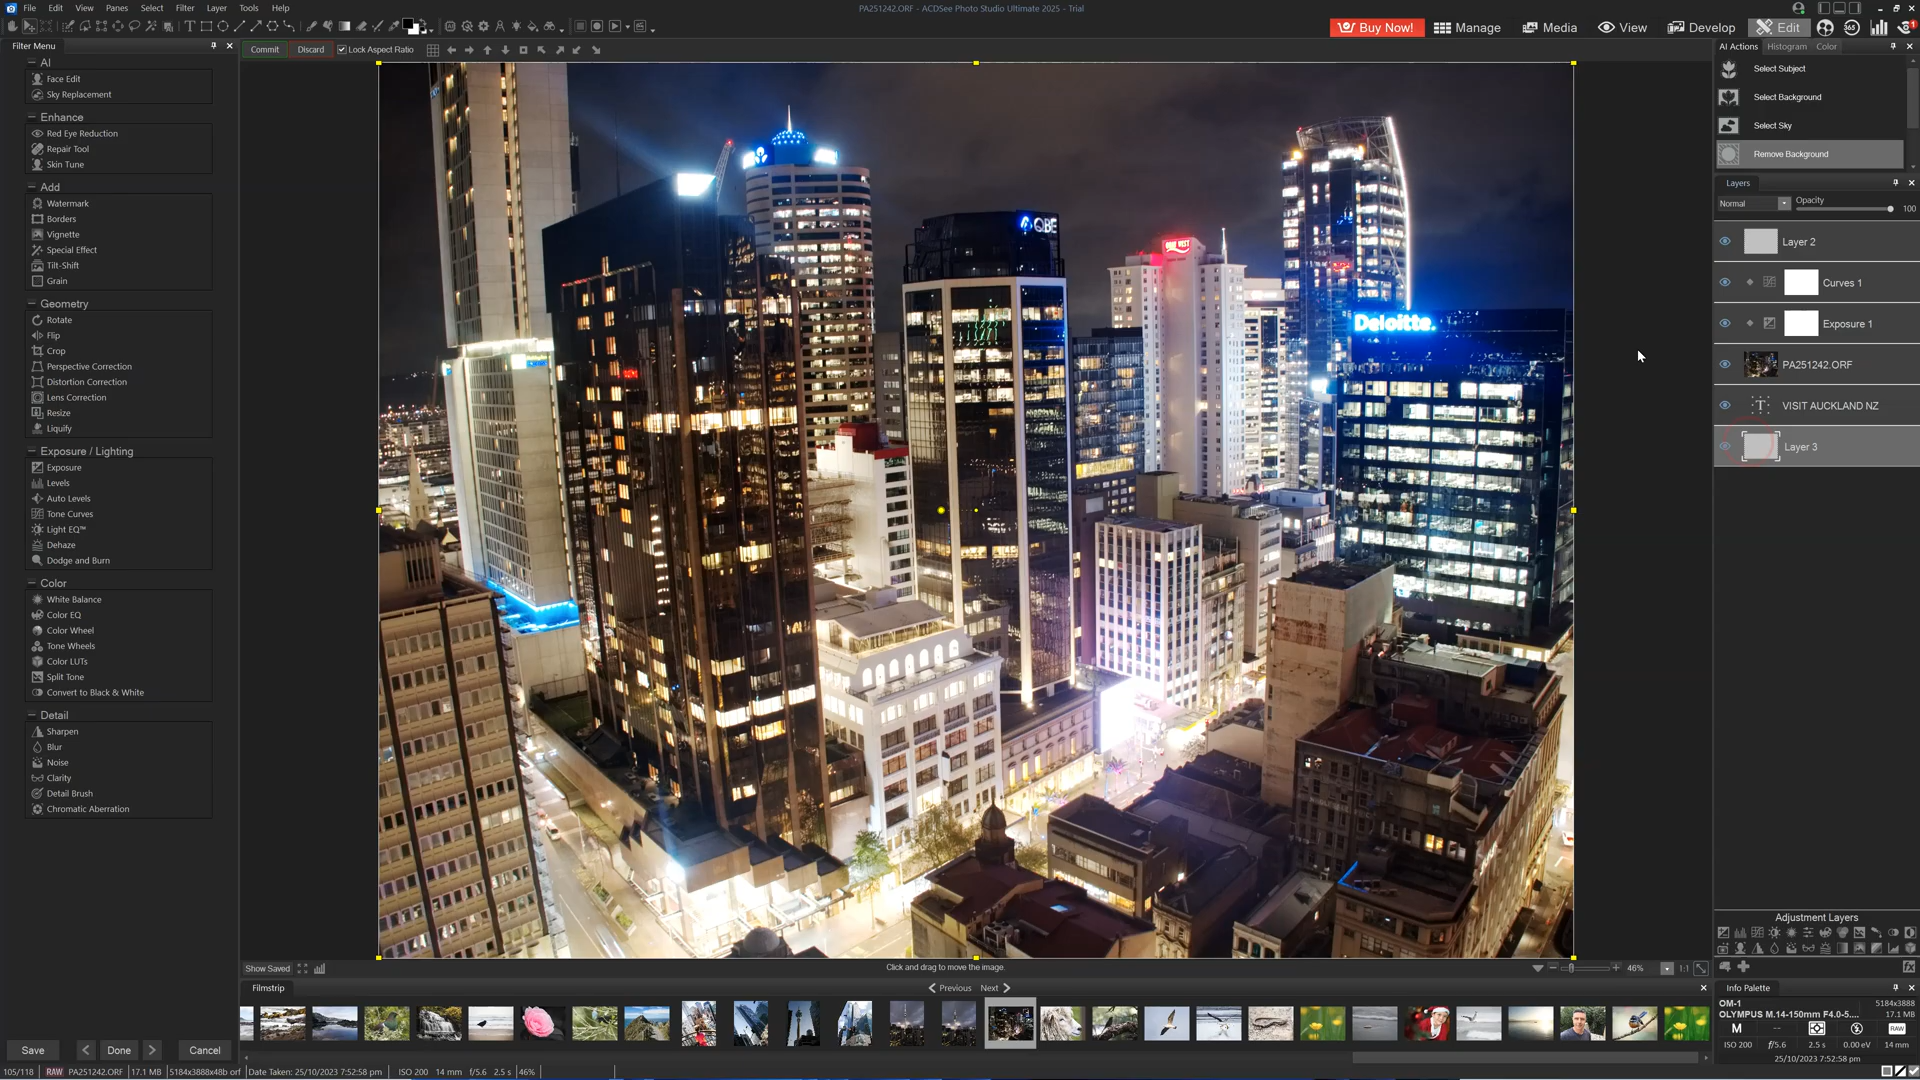 File Edit View Panes Select Filter Layer Tools Help
PA251242.ORF - ACDSee Photo Studio Ultimate 2025 - Trial
Buy Now! Manage Media View Develop Edit 365
Filter Menu
Commit Discard Lock Aspect Ratio
AI Actions Histogram Color
AI
Face Edit
Sky Replacement
Enhance
Red Eye Reduction
Repair Tool
Skin Tune
Add
Watermark
Borders
Vignette
Special Effect
Tilt-Shift
Grain
Geometry
Rotate
Flip
Crop
Perspective Correction
Distortion Correction
Lens Correction
Resize
Liquify
Exposure / Lighting
Exposure
Levels
Auto Levels
Tone Curves
Light EQ™
Dehaze
Dodge and Burn
Color
White Balance
Color EQ
Color Wheel
Tone Wheels
Color LUTs
Split Tone
Convert to Black & White
Detail
Sharpen
Blur
Noise
Clarity
Detail Brush
Chromatic Aberration
QBE
Deloitte.
Select Subject
Select Background
Select Sky
Remove Background
Layers
Normal Opacity 100
Layer 2
Curves 1
Exposure 1
PA251242.ORF
VISIT AUCKLAND NZ
Layer 3
Adjustment Layers
Show Saved
Click and drag to move the image.
46% 1:1
Filmstrip
Previous Next
Info Palette
OM-1 5184x3888
OLYMPUS M.14-150mm F4.0-5.... 17.1 MB
M -- RAW
ISO 200 f/5.6 2.5 s 0.00 eV 14 mm
25/10/2023 7:52:58 pm
Save Done Cancel
105/118 RAW PA251242.ORF 17.1 MB 5184x3888x48b orf Date Taken: 25/10/2023 7:52:58 pm ISO 200 14 mm f/5.6 2.5 s 46%